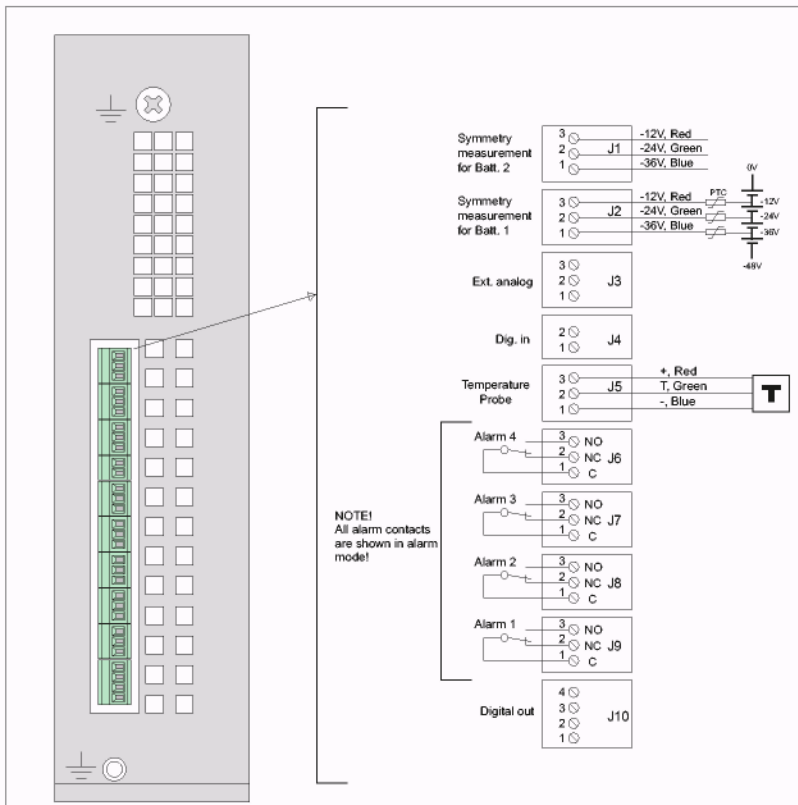 Symmetry
measurement
for Batt. 2
3
2
1
J1
-12V, Red
-24V, Green
-36V, Blue
Symmetry
measurement
for Batt. 1
3
2
1
J2
-12V, Red
-24V, Green
-36V, Blue
PTC
0V
-12V
-24V
-36V
-48V
Ext. analog
3
2
1
J3
Dig. in
2
1
J4
Temperature
Probe
3
2
1
J5
+, Red
T, Green
-, Blue
T
NOTE!
All alarm contacts
are shown in alarm
mode!
Alarm 4
3 NO
2 NC J6
1 C
Alarm 3
3 NO
2 NC J7
1 C
Alarm 2
3 NO
2 NC J8
1 C
Alarm 1
3 NO
2 NC J9
1 C
Digital out
4
3
2
1
J10